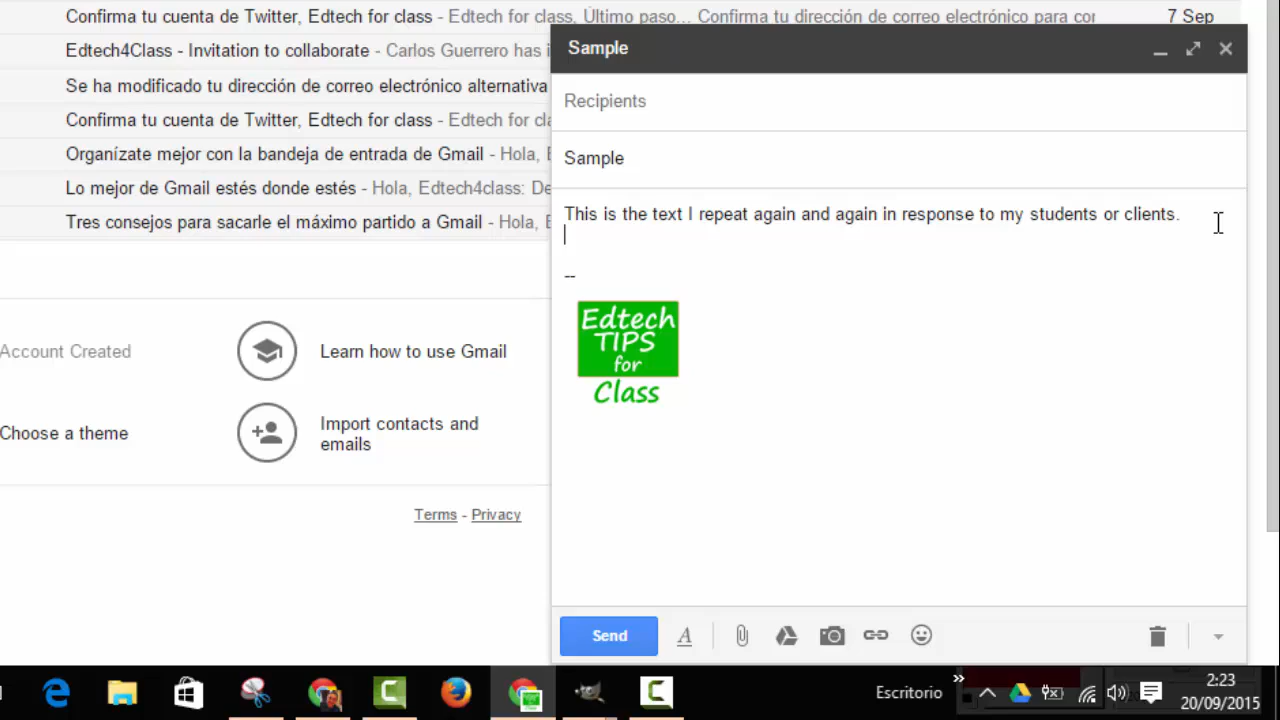 Confirma tu cuenta de Twitter, Edtech for class - Edtech for class, Último paso... Confirma tu dirección de correo electrónico para cor 7 Sep
Edtech4Class - Invitation to collaborate - Carlos Guerrero has i
Se ha modificado tu dirección de correo electrónico alternativa
Confirma tu cuenta de Twitter, Edtech for class - Edtech for cla
Organízate mejor con la bandeja de entrada de Gmail - Hola, E
Lo mejor de Gmail estés donde estés - Hola, Edtech4class: De
Tres consejos para sacarle el máximo partido a Gmail - Hola, E
Account Created
Learn how to use Gmail
Choose a theme
Import contacts and
emails
Terms - Privacy
Sample
Recipients
Sample
This is the text I repeat again and again in response to my students or clients.
--
Edtech
TIPS
for
Class
Send
A
Escritorio
»
2:23
20/09/2015